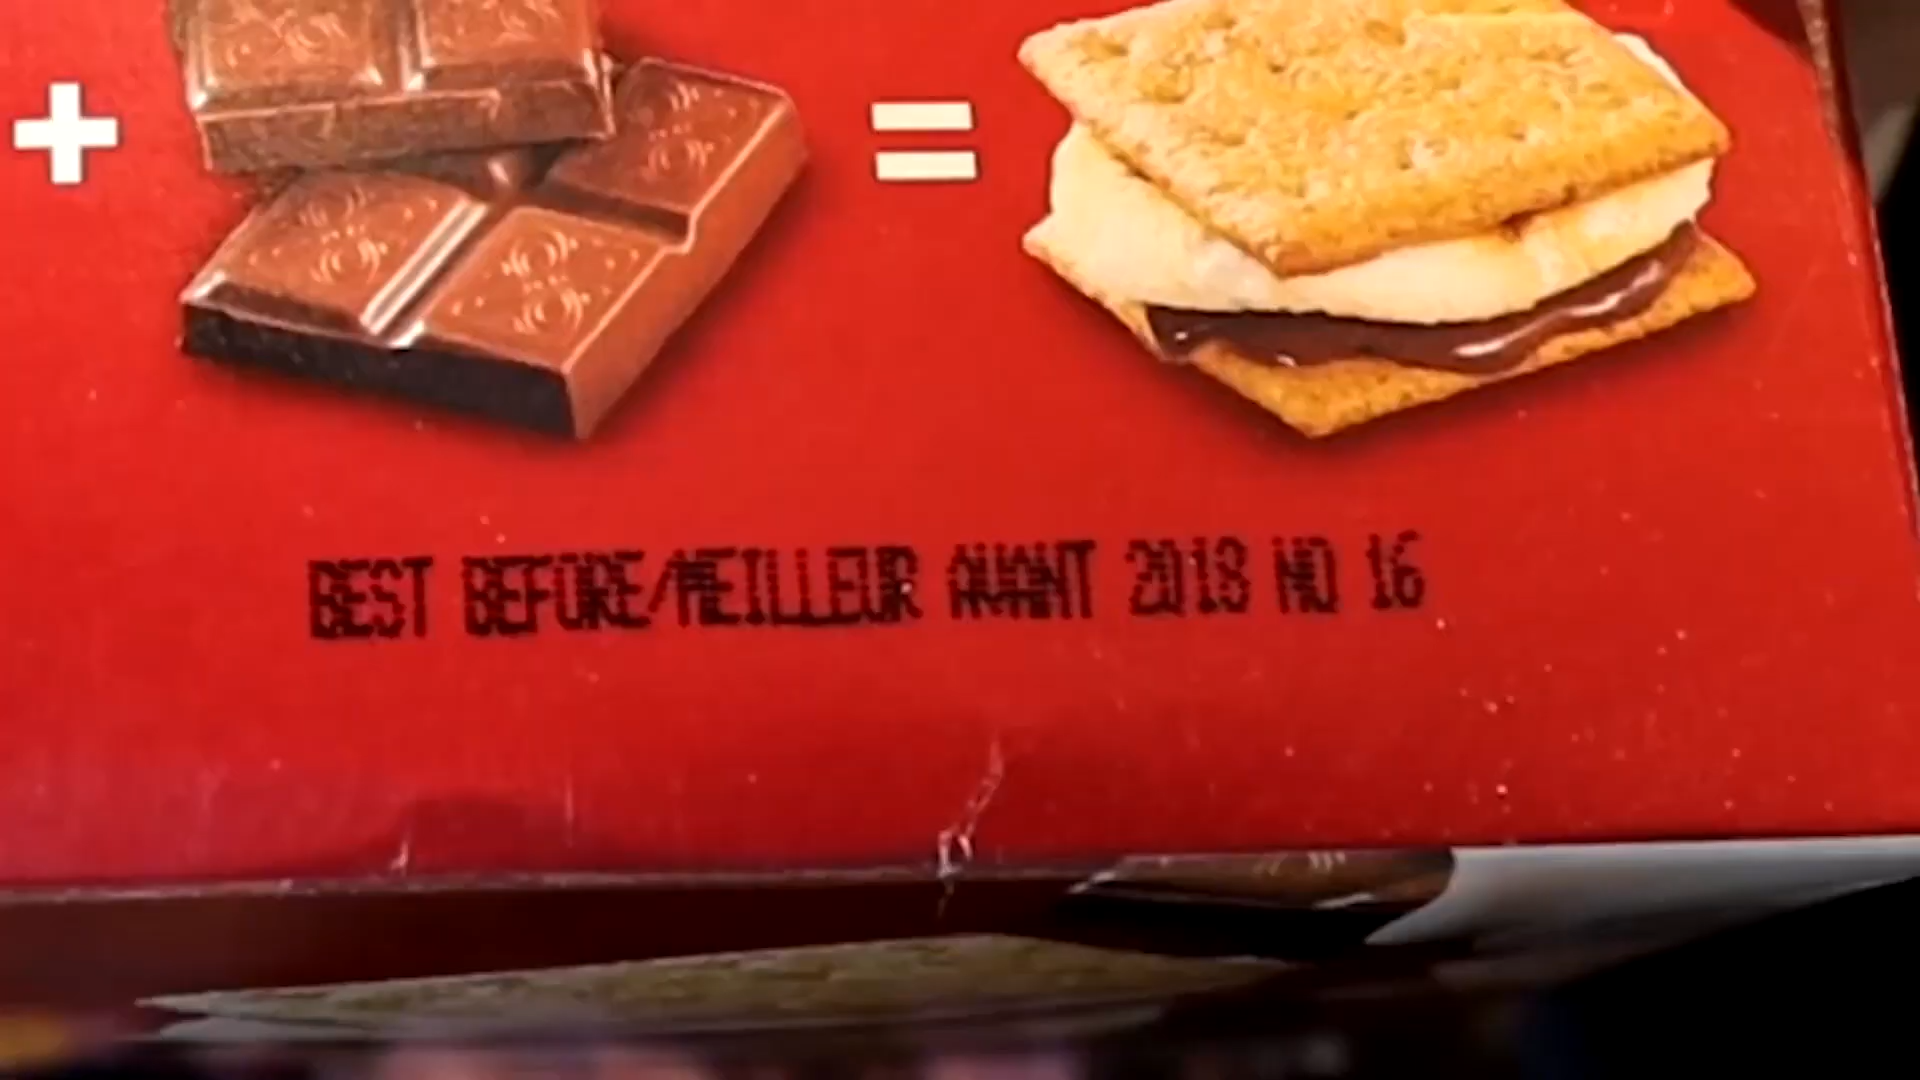 + =
BEST BEFORE/MEILLEUR AVANT 2018 NO 16